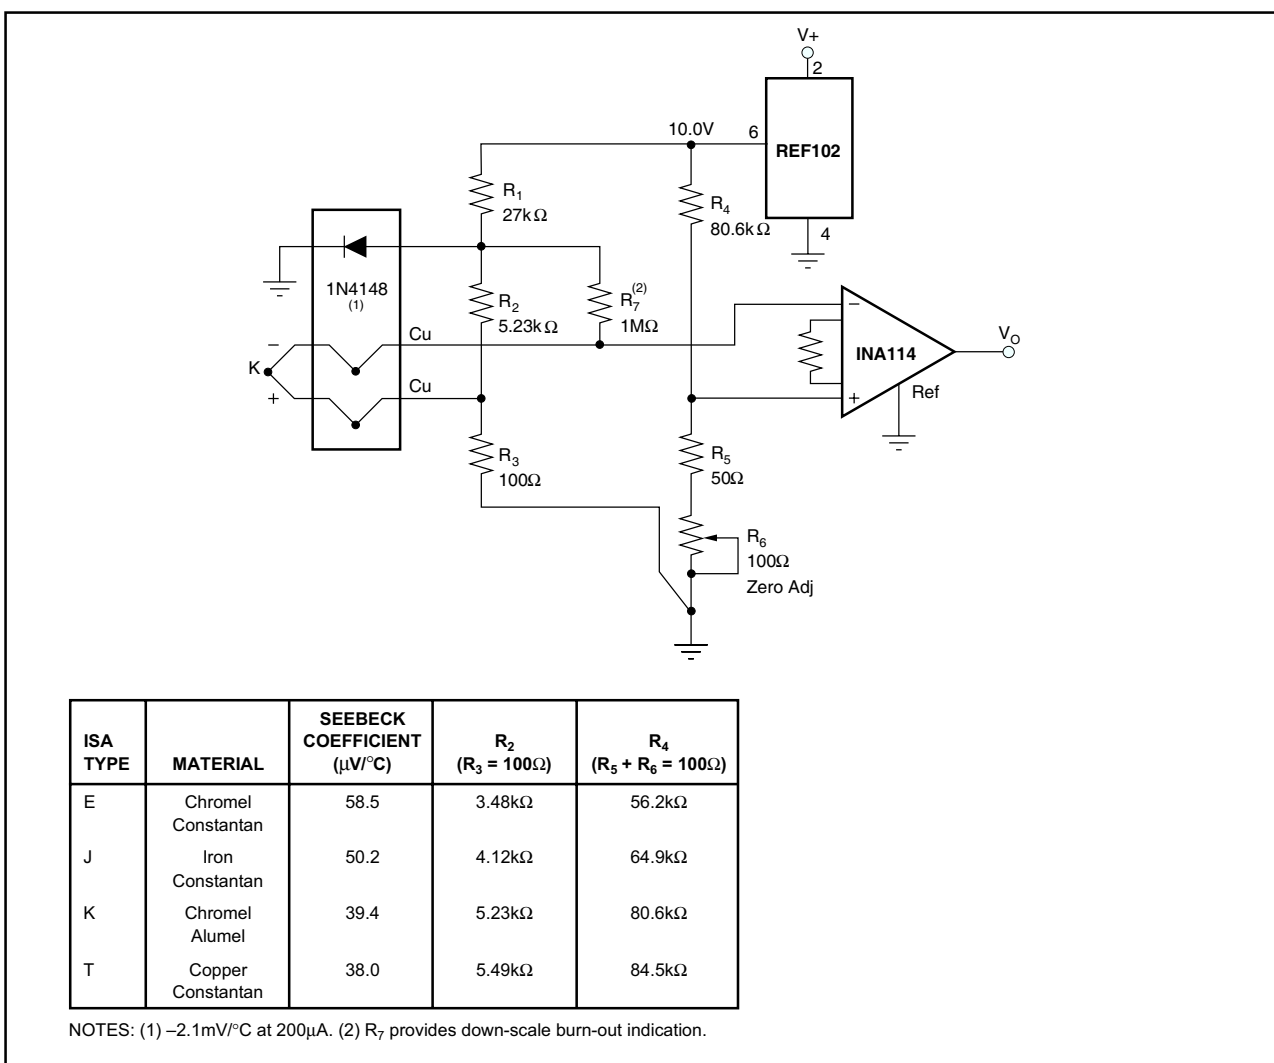 V+
2
10.0V
6
REF102
R1
27kΩ
R4
80.6kΩ
4
1N4148
(1)
R2
5.23kΩ
R7(2)
1MΩ
Cu
–
K
+
Cu
–
INA114
+
VO
Ref
R3
100Ω
R5
50Ω
R6
100Ω
Zero Adj
ISA TYPE
MATERIAL
SEEBECK COEFFICIENT (μV/°C)
R2 (R3 = 100Ω)
R4 (R5 + R6 = 100Ω)
E
Chromel Constantan
58.5
3.48kΩ
56.2kΩ
J
Iron Constantan
50.2
4.12kΩ
64.9kΩ
K
Chromel Alumel
39.4
5.23kΩ
80.6kΩ
T
Copper Constantan
38.0
5.49kΩ
84.5kΩ
NOTES: (1) –2.1mV/°C at 200μA. (2) R7 provides down-scale burn-out indication.